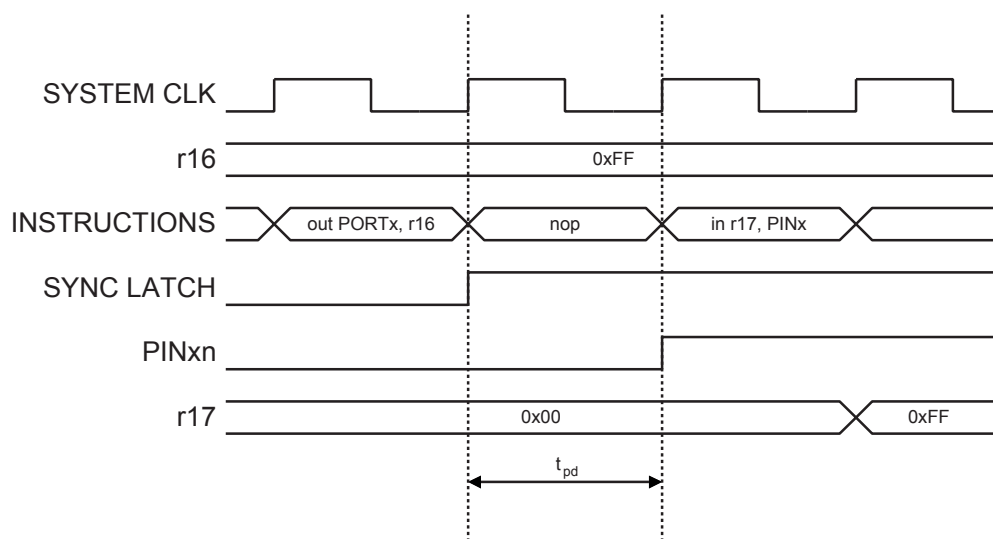 SYSTEM CLK
r16
0xFF
INSTRUCTIONS
out PORTx, r16
nop
in r17, PINx
SYNC LATCH
PINxn
r17
0x00
0xFF
tpd